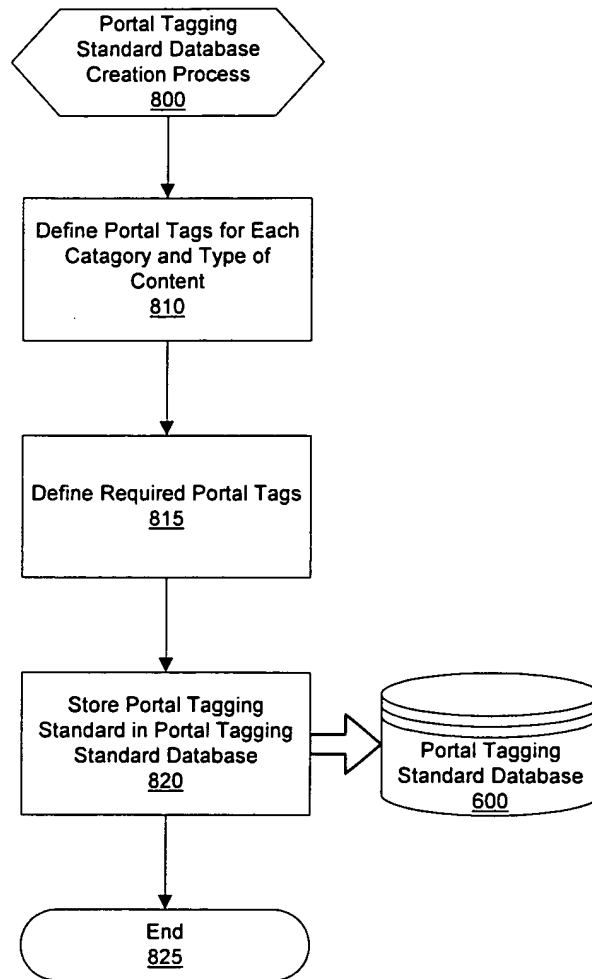 Portal Tagging
Standard Database
Creation Process
800
Define Portal Tags for Each
Catagory and Type of
Content
810
Define Required Portal Tags
815
Store Portal Tagging
Standard in Portal Tagging
Standard Database
820
Portal Tagging
Standard Database
600
End
825